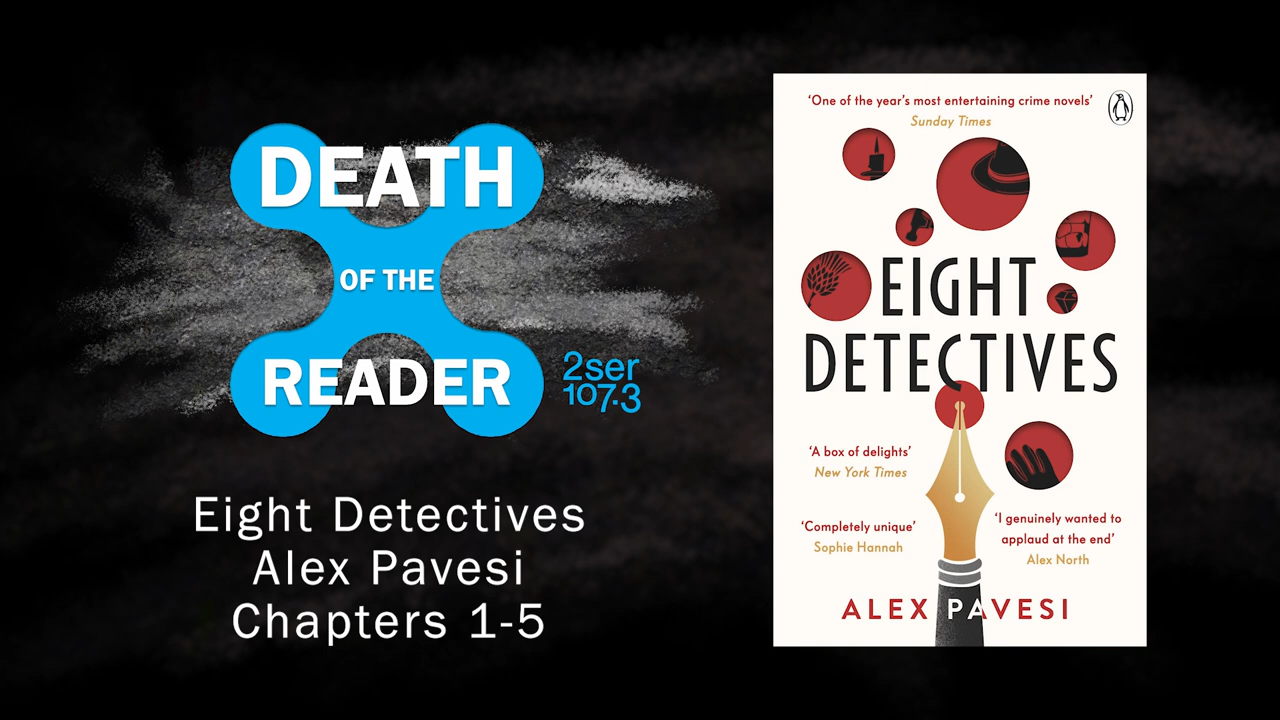 DEATH
OF THE
READER
2ser
107.3
Eight Detectives
Alex Pavesi
Chapters 1-5
'One of the year's most entertaining crime novels'
Sunday Times
EIGHT
DETECTIVES
'A box of delights'
New York Times
'Completely unique'
Sophie Hannah
'I genuinely wanted to
applaud at the end'
Alex North
ALEX PAVESI